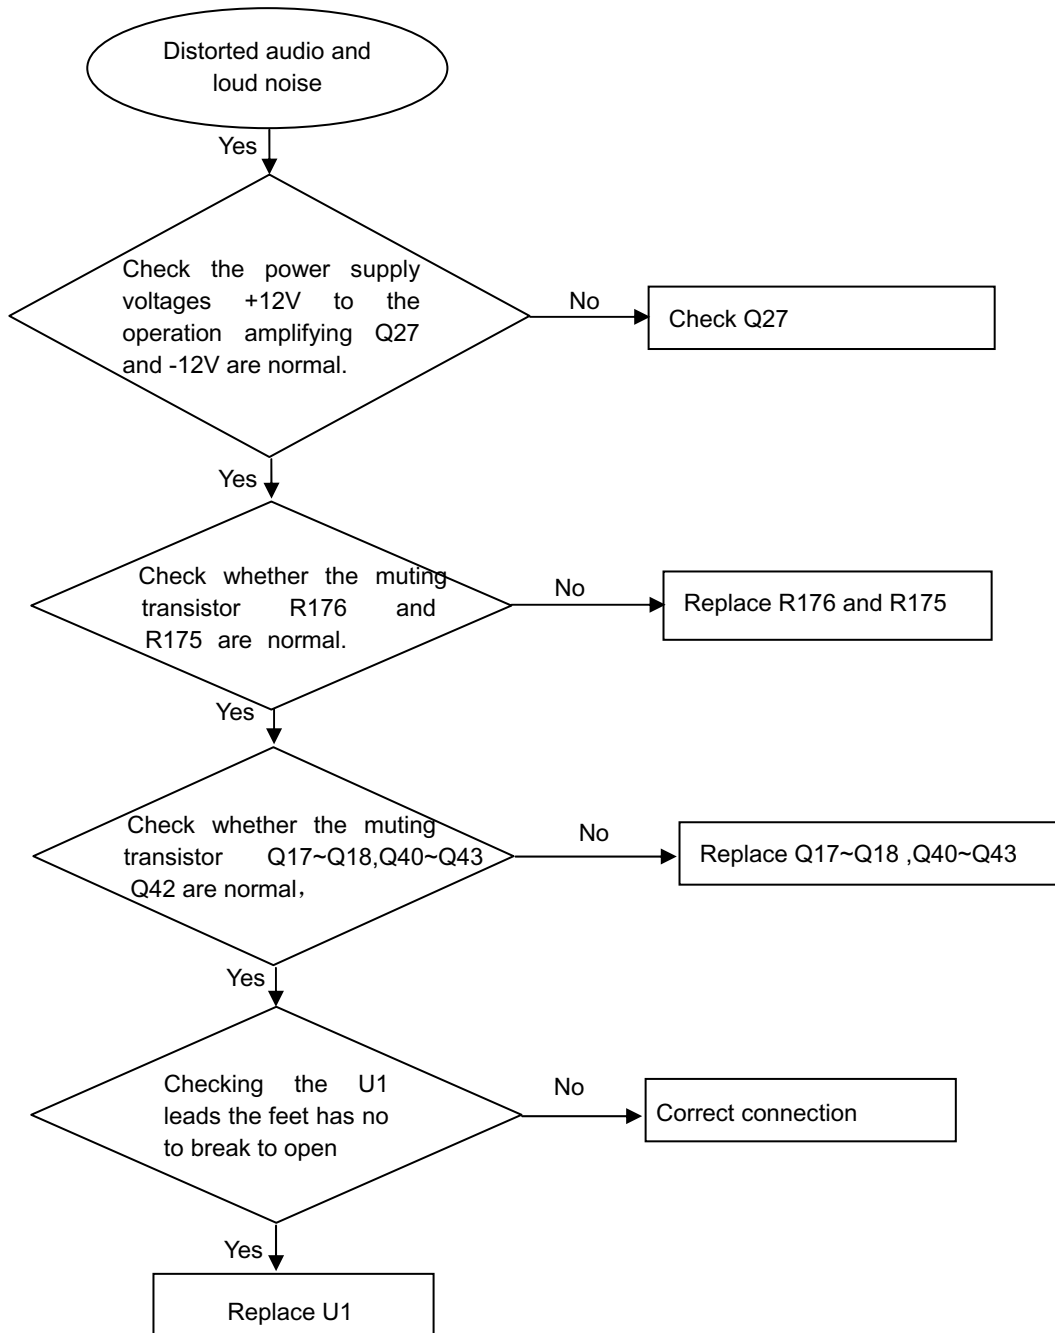 Distorted audio and
loud noise
Yes
Check the power supply
voltages +12V to the
operation amplifying Q27
and -12V are normal.
No
Check Q27
Yes
Check whether the muting
transistor R176 and
R175 are normal.
No
Replace R176 and R175
Yes
Check whether the muting
transistor Q17~Q18,Q40~Q43
Q42 are normal，
No
Replace Q17~Q18 ,Q40~Q43
Yes
Checking the U1
leads the feet has no
to break to open
No
Correct connection
Yes
Replace U1